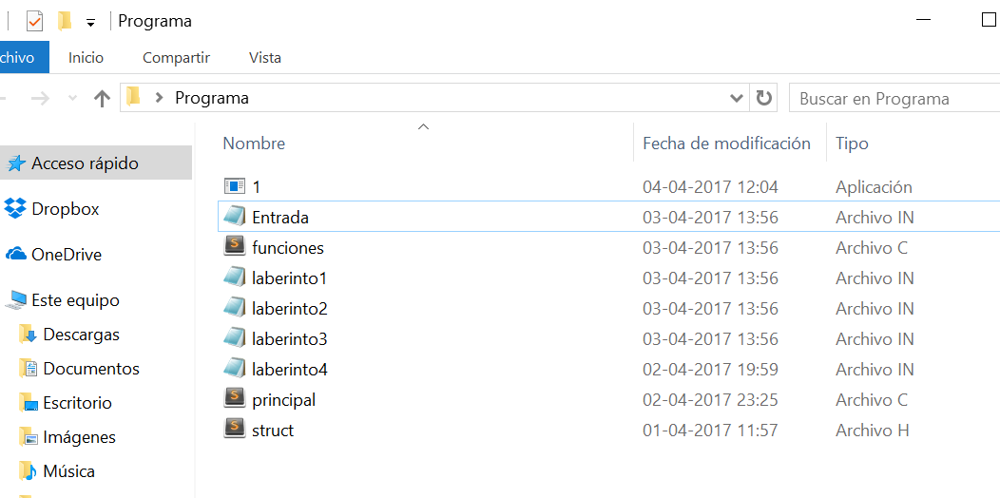 Programa
chivo Inicio Compartir Vista
Programa Buscar en Programa
Nombre Fecha de modificación Tipo
Acceso rápido
Dropbox
OneDrive
Este equipo
Descargas
Documentos
Escritorio
Imágenes
Música
1 04-04-2017 12:04 Aplicación
Entrada 03-04-2017 13:56 Archivo IN
funciones 03-04-2017 13:56 Archivo C
laberinto1 03-04-2017 13:56 Archivo IN
laberinto2 03-04-2017 13:56 Archivo IN
laberinto3 03-04-2017 13:56 Archivo IN
laberinto4 02-04-2017 19:59 Archivo IN
principal 02-04-2017 23:25 Archivo C
struct 01-04-2017 11:57 Archivo H